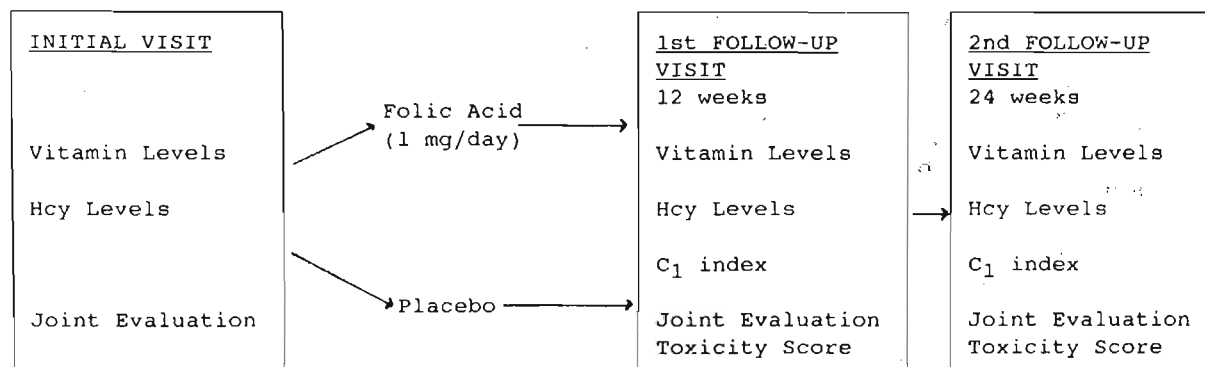 INITIAL VISIT
Vitamin Levels
Hcy Levels
Joint Evaluation
Folic Acid
(1 mg/day)
Placebo
1st FOLLOW-UP
VISIT
12 weeks
Vitamin Levels
Hcy Levels
C1 index
Joint Evaluation
Toxicity Score
2nd FOLLOW-UP
VISIT
24 weeks
Vitamin Levels
Hcy Levels
C1 index
Joint Evaluation
Toxicity Score